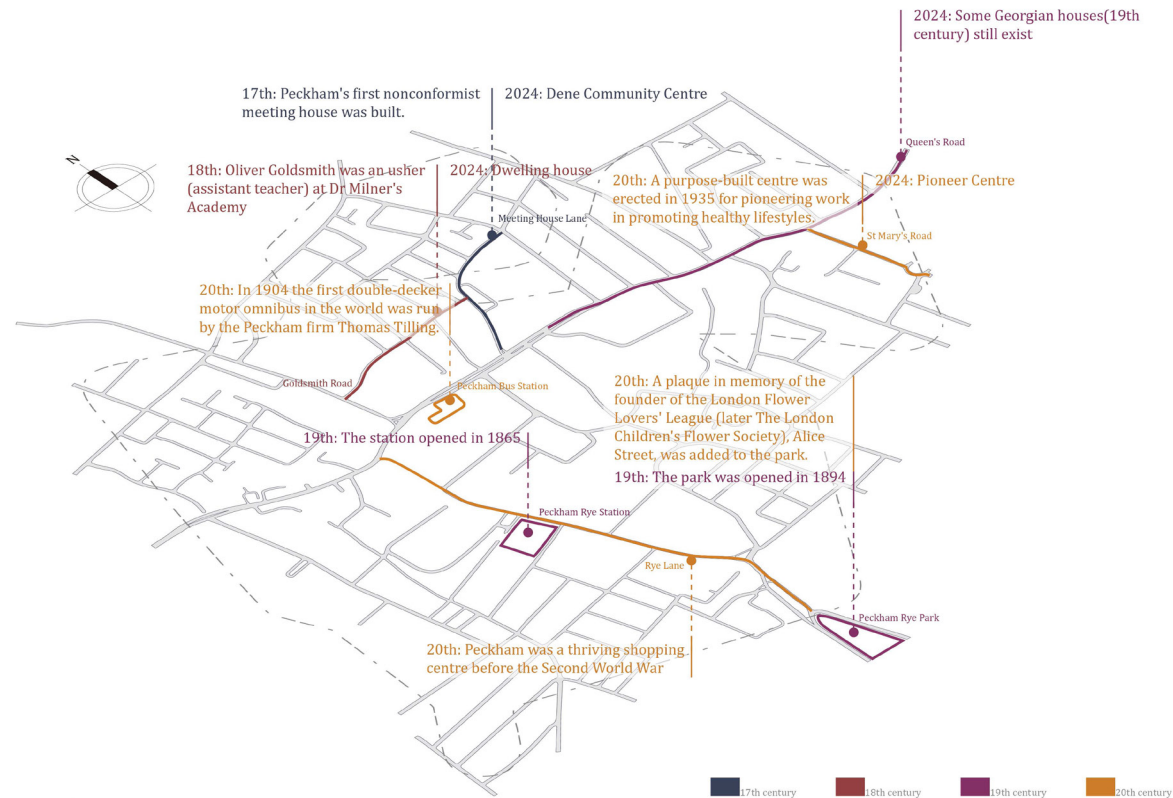 2024: Some Georgian houses(19th
century) still exist
17th: Peckham's first nonconformist
meeting house was built.
2024: Dene Community Centre
Queen's Road
N
18th: Oliver Goldsmith was an usher
(assistant teacher) at Dr Milner's
Academy
2024: Dwelling house
20th: A purpose-built centre was
erected in 1935 for pioneering work
in promoting healthy lifestyles.
2024: Pioneer Centre
Meeting House Lane
St Mary's Road
20th: In 1904 the first double-decker
motor omnibus in the world was run
by the Peckham firm Thomas Tilling.
Goldsmith Road
Peckham Bus Station
20th: A plaque in memory of the
founder of the London Flower
Lovers' League (later The London
Children's Flower Society), Alice
Street, was added to the park.
19th: The station opened in 1865
19th: The park was opened in 1894
Peckham Rye Station
Rye Lane
Peckham Rye Park
20th: Peckham was a thriving shopping
centre before the Second World War
17th century
18th century
19th century
20th century